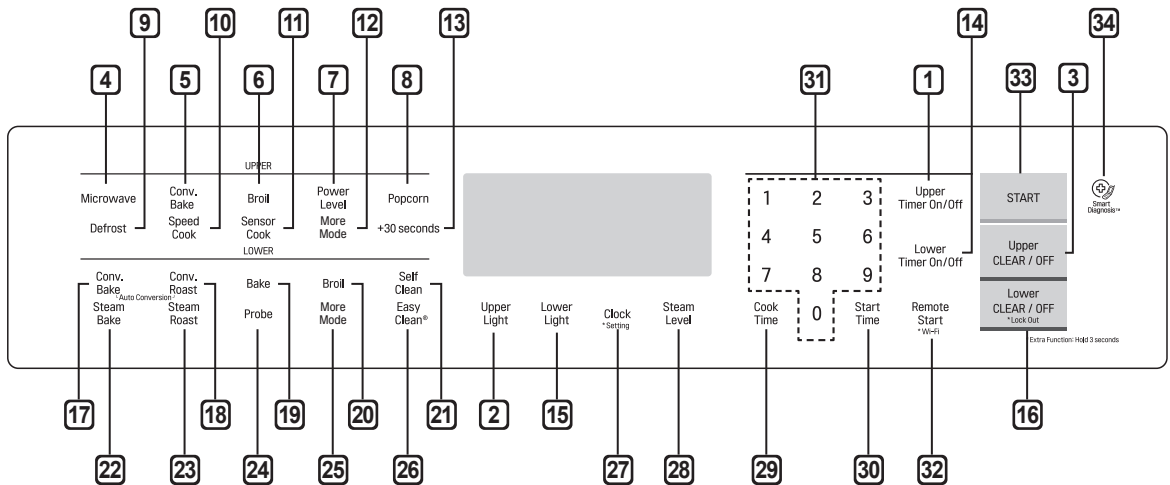 9 10 11 12 13 14 34
4 5 6 7 8 31 1 33 3
UPPER
Microwave
Conv.
Bake
Broil
Power
Level
Popcorn
Defrost
Speed
Cook
Sensor
Cook
More
Mode
+30 seconds
LOWER
Conv.
Bake
Conv.
Roast
Bake
Broil
Self
Clean
Auto Conversion
Steam
Bake
Steam
Roast
Probe
More
Mode
Easy
Clean®
Upper
Light
Lower
Light
Clock
*Setting
Steam
Level
1 2 3
4 5 6
7 8 9
0
Cook
Time
Start
Time
Upper
Timer On/Off
Lower
Timer On/Off
Remote
Start
*Wi-Fi
START
Upper
CLEAR / OFF
Lower
CLEAR / OFF
*Lock Out
*Extra Function: Hold 3 seconds
Smart
Diagnosis™
17 18 19 20 21 2 15 16
22 23 24 25 26 27 28 29 30 32